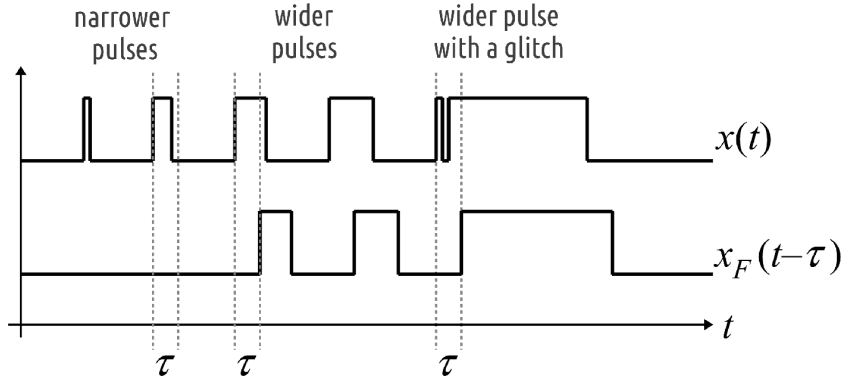 narrower
pulses
wider
pulses
wider pulse
with a glitch
x(t)
x_F(t−τ)
t
τ
τ
τ